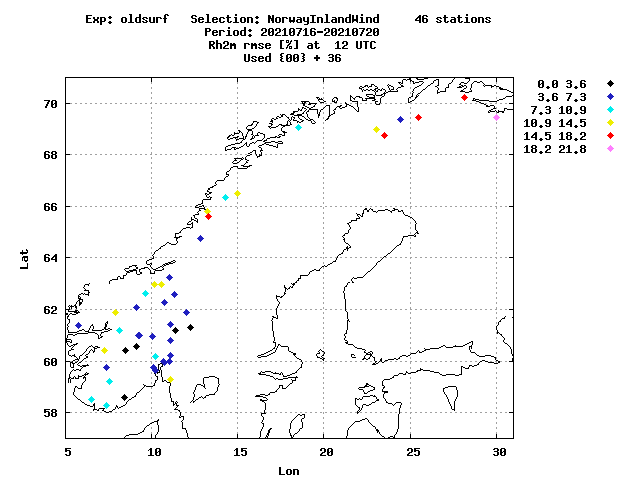 Exp: oldsurf   Selection: NorwayInlandWind     46 stations
Period: 20210716-20210720
Rh2m rmse [%] at  12 UTC
Used {00} + 36
0.0 3.6
3.6 7.3
7.3 10.9
10.9 14.5
14.5 18.2
18.2 21.8
70
68
66
64
62
60
58
Lat
5 10 15 20 25 30
Lon